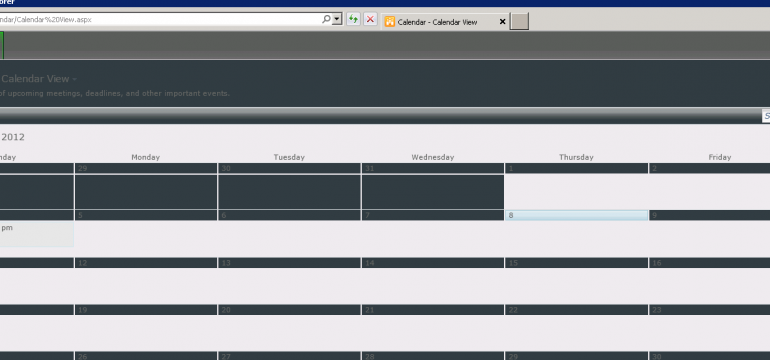 orer
ndar/Calendar%20View.aspx
Calendar - Calendar View
Calendar View -
of upcoming meetings, deadlines, and other important events.
S
2012
nday Monday Tuesday Wednesday Thursday Friday
29 30 31 1 2
5 6 7 8 9
pm
12 13 14 15 16
19 20 21 22 23
26 27 28 29 30